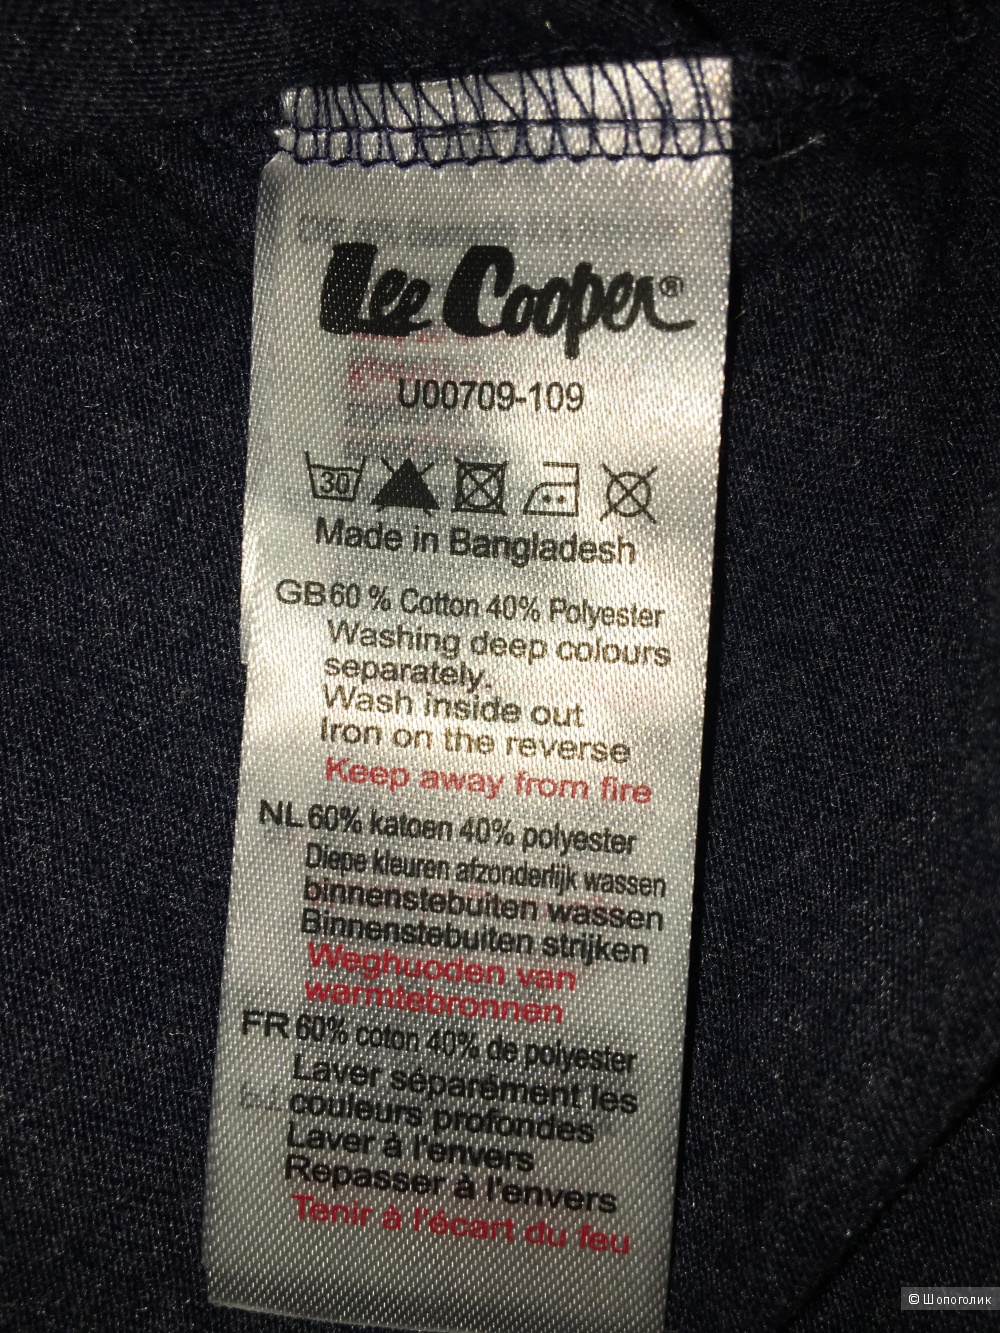 Lee Cooper®
U00709-109
30
Made in Bangladesh
GB 60 % Cotton 40% Polyester
Washing deep colours
separately.
Wash inside out
Iron on the reverse
Keep away from fire
NL 60% katoen 40% polyester
Diepe kleuren afzonderlijk wassen
binnenstebuiten wassen
Binnenstebuiten strijken
Weghuoden van
warmtebronnen
FR 60% coton 40% de polyester
Laver séparément les
couleurs profondes
Laver à l'envers
Repasser à l'envers
Tenir à l'écart du feu
© Шопоголик